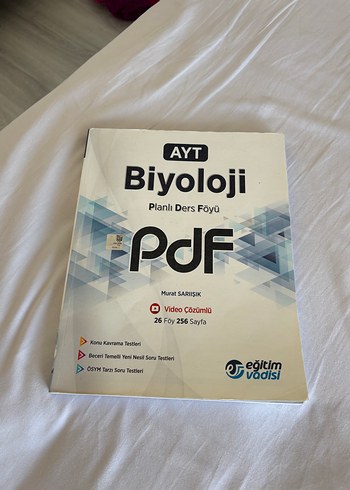 AYT
Biyoloji
Planlı Ders Föyü
PdF
Murat SARIIŞIK
Video Çözümlü
26 Föy 256 Sayfa
Konu Kavrama Testleri
Beceri Temelli Yeni Nesil Soru Testleri
ÖSYM Tarzı Soru Testleri
eğitim
vadisi